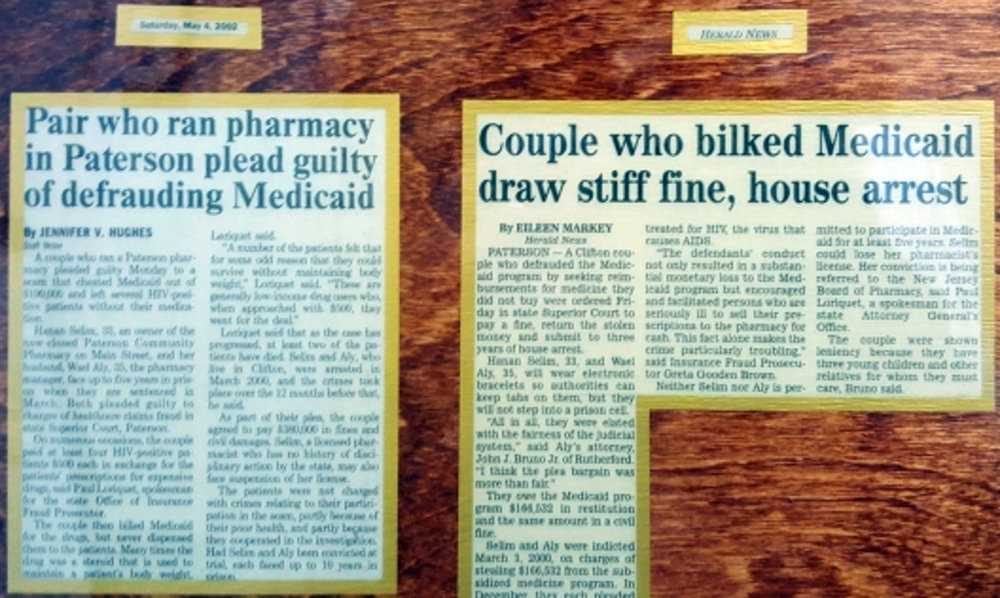 Saturday, May 4, 2002
HERALD NEWS
Pair who ran pharmacy
in Paterson plead guilty
of defrauding Medicaid
By JENNIFER V. HUGHES
Staff Writer
A couple who ran a Paterson phar-
macy pleaded guilty Monday to a
scam that cheated Medicaid out of
and left several HIV-posi-
tive patients without their medica-
tion.
Hanan Selim, 33, an owner of the
now-closed Paterson Community
Pharmacy on Main Street, and her
husband, Wael Aly, 35, the pharmacy
manager, face up to five years in pris-
on when they are sentenced in
March. Both pleaded guilty to
charges of healthcare claims fraud in
state Superior Court, Paterson.
On numerous occasions, the couple
paid at least four HIV-positive pa-
tients $500 each in exchange for the
patients prescriptions for expensive
drugs, said Paul Loriquet, spokesman
for the state Office of Insurance
Fraud Prosecutor.
The couple then billed Medicaid
for the drugs, but never dispensed
them to the patients. Many times the
drug was a steroid that is used to
maintain a patient's body weight,
Loriquet said.
"A number of the patients felt that
for some odd reason that they could
survive without maintaining body
weight," Loriquet said. "These are
generally low-income drug users who,
when approached with $500, they
went for the deal."
Loriquet said that as the case has
progressed, at least two of the pa-
tients have died. Selim and Aly, who
live in Clifton, were arrested in
March 2000, and the crimes took
place over the 12 months before that,
he said.
As part of their plea, the couple
agreed to pay $380,000 in fines and
civil damages. Selim, a licensed phar-
macist who has no history of disci-
plinary action by the state, may also
face suspension of her license.
The patients were not charged
with crimes relating to their partici-
pation in the scam, partly because of
their poor health, and partly because
they cooperated in the investigation.
Had Selim and Aly been convicted at
trial, each faced up to 10 years in
prison.
Couple who bilked Medicaid
draw stiff fine, house arrest
By EILEEN MARKEY
Herald News
PATERSON — A Clifton cou-
ple who defrauded the Medic-
aid program by seeking reim-
bursements for medicine they
did not buy were ordered Fri-
day in state Superior Court to
pay a fine, return the stolen
money and submit to three
years of house arrest.
Hanan Selim, 33, and Wael
Aly, 35, will wear electronic
bracelets so authorities can
keep tabs on them, but they
will not step into a prison cell.
"All in all, they were elated
with the fairness of the judicial
system," said Aly's attorney,
John J. Bruno Jr. of Rutherford.
"I think the plea bargain was
more than fair."
They owe the Medicaid pro-
gram $166,532 in restitution
and the same amount in a civil
fine.
Selim and Aly were indicted
March 3, 2000, on charges of
stealing $166,532 from the sub-
sidized medicine program. In
December, they each pleaded
treated for HIV, the virus that
causes AIDS.
"The defendants' conduct
not only resulted in a substan-
tial monetary loss to the Med-
icaid program but encouraged
and facilitated persons who are
seriously ill to sell their pre-
scriptions to the pharmacy for
cash. This fact alone makes the
crime particularly troubling,"
said Insurance Fraud Prosecu-
tor Greta Gooden Brown.
Neither Selim nor Aly is per-
mitted to participate in Medic-
aid for at least five years. Selim
could lose her pharmacist's
license. Her conviction is being
referred to the New Jersey
Board of Pharmacy, said Paul
Loriquet, a spokesman for the
state Attorney General's
Office.
The couple were shown
leniency because they have
three young children and other
relatives for whom they must
care, Bruno said.